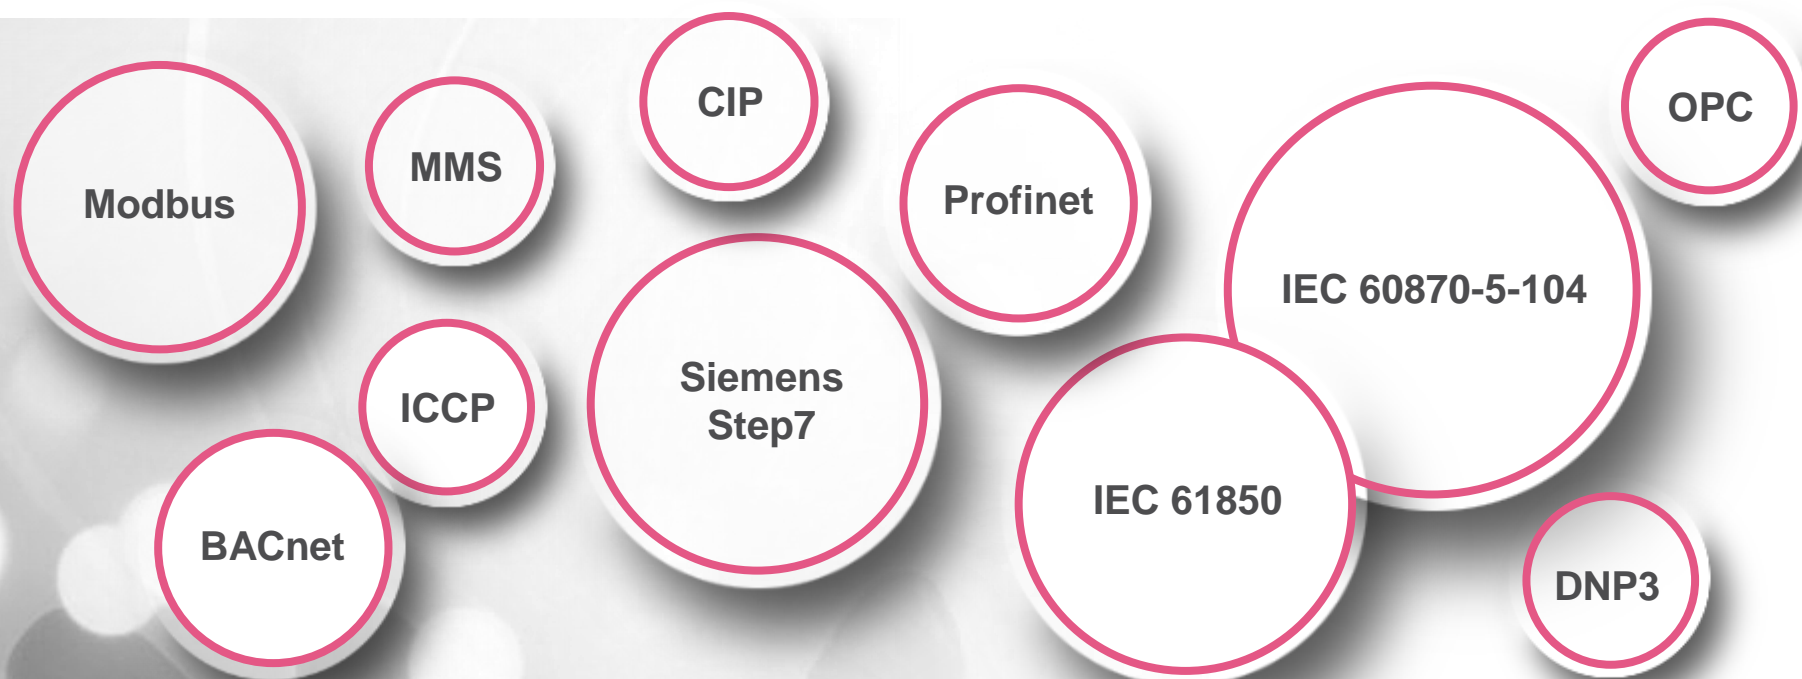 CIP
OPC
MMS
Modbus
Profinet
IEC 60870-5-104
Siemens
Step7
ICCP
IEC 61850
BACnet
DNP3